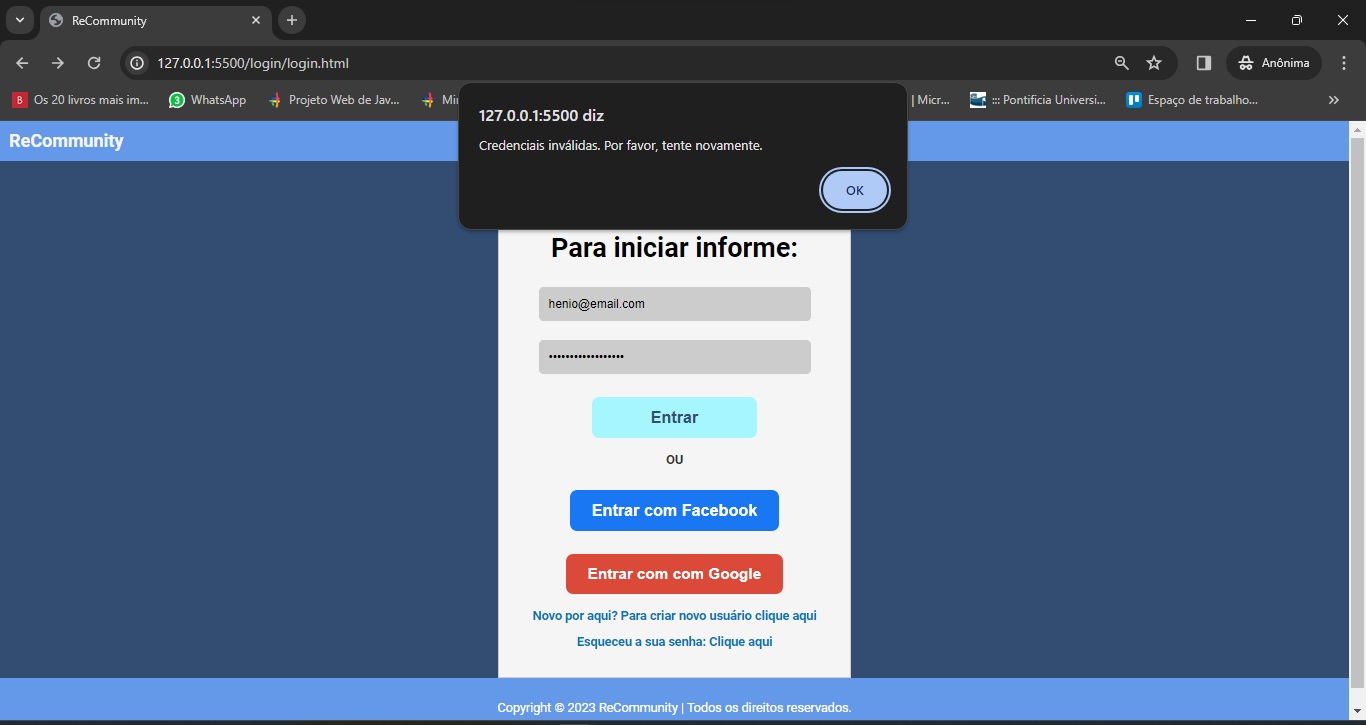 ReCommunity
127.0.0.1:5500/login/login.html
Anônima
B Os 20 livros mais im... 3 WhatsApp Projeto Web de Jav... | Micr... ::: Pontificia Universi... Espaço de trabalho...
127.0.0.1:5500 diz
Credenciais inválidas. Por favor, tente novamente.
OK
ReCommunity
Para iniciar informe:
henio@email.com
••••••••••••••••••
Entrar
OU
Entrar com Facebook
Entrar com com Google
Novo por aqui? Para criar novo usuário clique aqui
Esqueceu a sua senha: Clique aqui
Copyright © 2023 ReCommunity | Todos os direitos reservados.